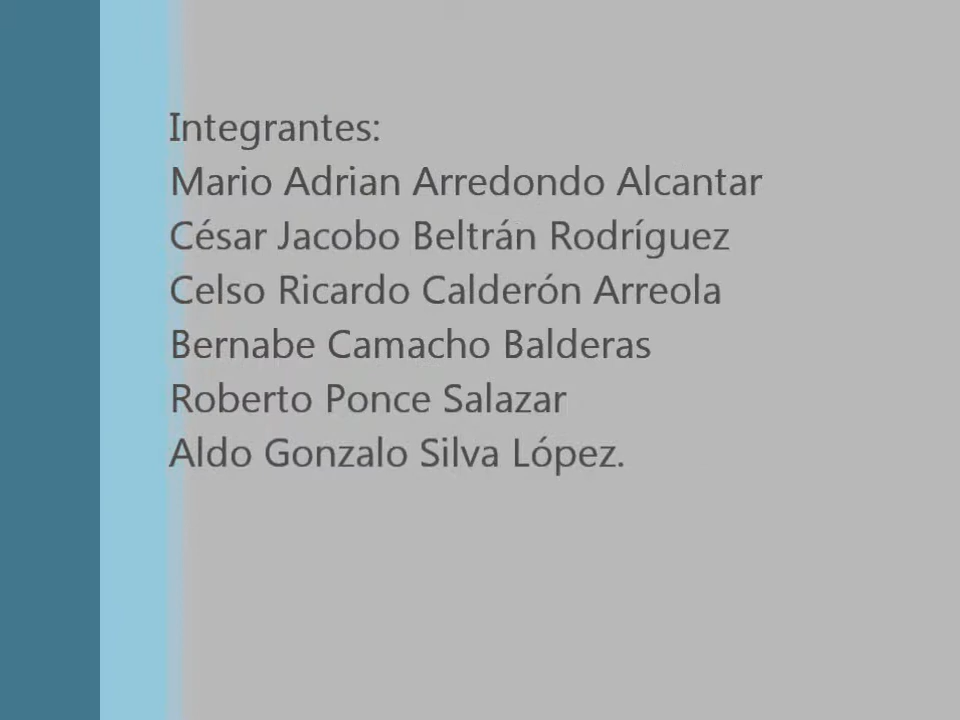 Integrantes:
Mario Adrian Arredondo Alcantar
César Jacobo Beltrán Rodríguez
Celso Ricardo Calderón Arreola
Bernabe Camacho Balderas
Roberto Ponce Salazar
Aldo Gonzalo Silva López.